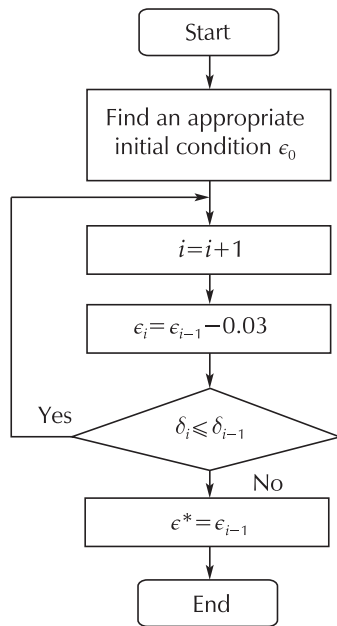 Start
Find an appropriate
initial condition ϵ₀
i=i+1
ϵᵢ=ϵᵢ₋₁−0.03
Yes
δᵢ⩽δᵢ₋₁
No
ϵ*=ϵᵢ₋₁
End